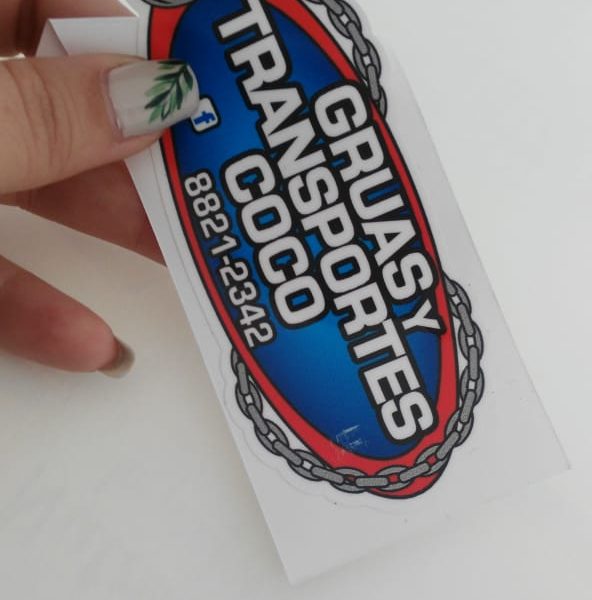 GRUAS Y
TRANSPORTES
COCO
8821-2342
f